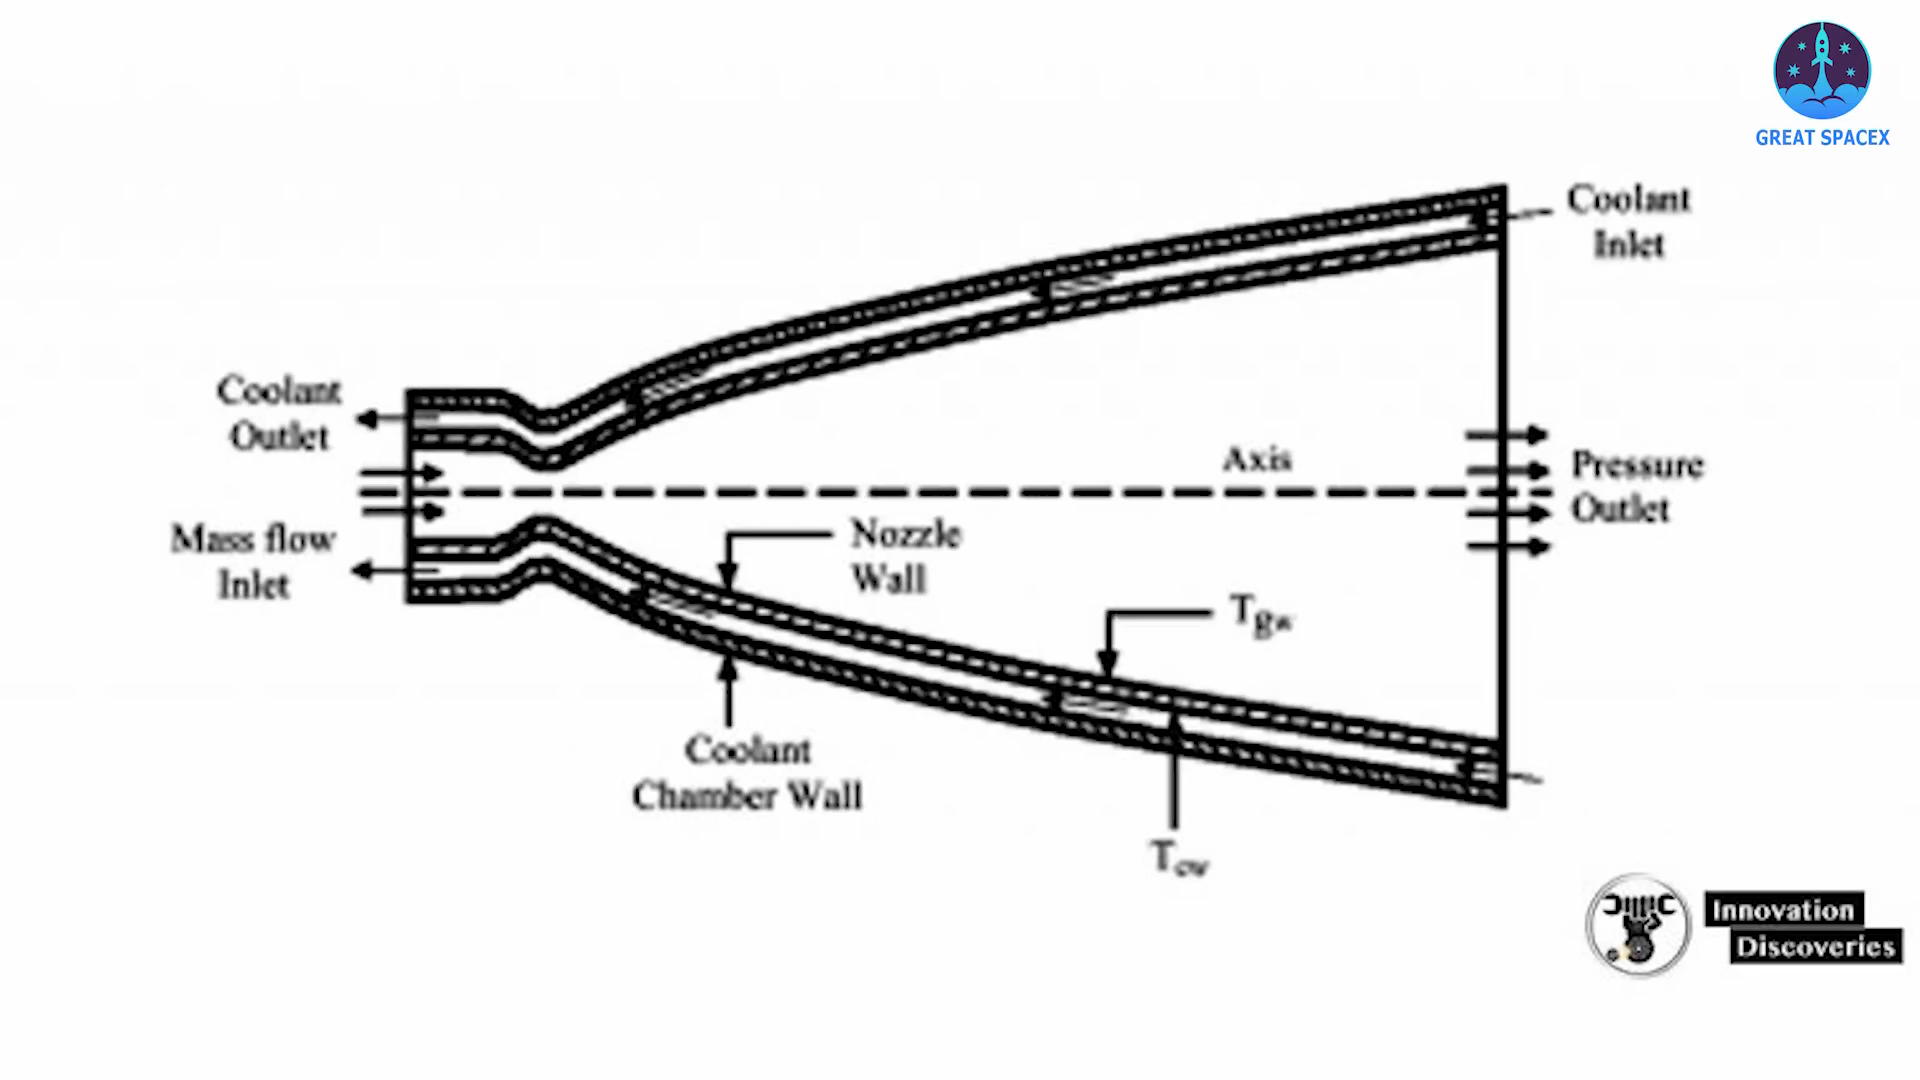 GREAT SPACEX
Coolant
Inlet
Coolant
Outlet
Axis
Pressure
Outlet
Mass flow
Inlet
Nozzle
Wall
Tgw
Coolant
Chamber Wall
Tcw
Innovation
Discoveries